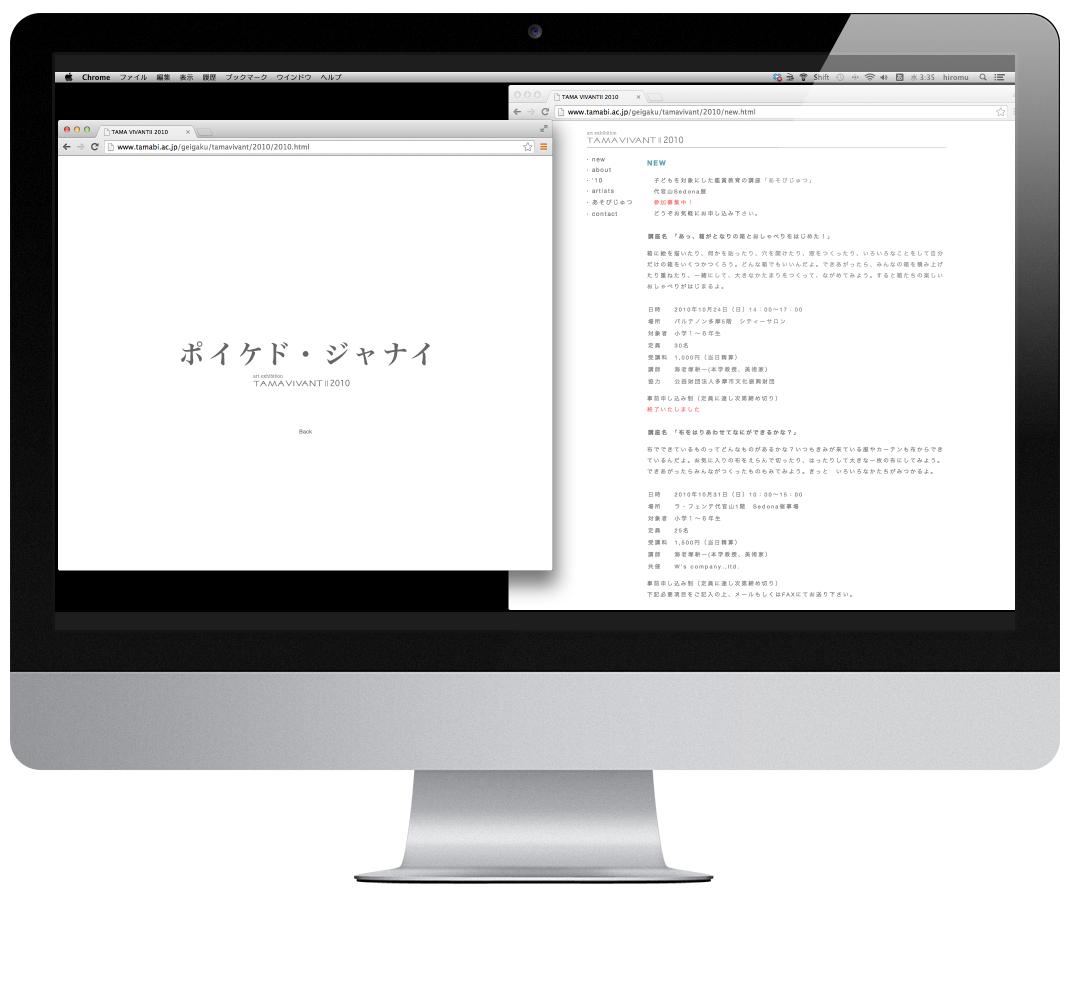 Chrome ファイル 編集 表示 履歴 ブックマーク ウインドウ ヘルプ
Shift 水 3:35 hiromu
TAMA VIVANTII 2010
www.tamabi.ac.jp/geigaku/tamavivant/2010/2010.html
ポイケド・ジャナイ
art exhibition
TAMA VIVANT II 2010
Back
TAMA VIVANTII 2010
www.tamabi.ac.jp/geigaku/tamavivant/2010/new.html
art exhibition
TAMA VIVANT II 2010
· new
· about
· '10
· artists
· あそびじゅつ
· contact
NEW
子どもを対象にした鑑賞教育の講座「あそびじゅつ」
代官山Sedona展
参加募集中！
どうぞお気軽にお申し込み下さい。
講座名 「あっ、箱がとなりの箱とおしゃべりをはじめた！」
箱に絵を描いたり、何かを貼ったり、穴を開けたり、窓をつくったり、いろいろなことをして自分
だけの箱をいくつかつくろう。どんな箱でもいいんだよ。できあがったら、みんなの箱を積み上げ
たり重ねたり、一緒にして、大きなかたまりをつくって、ながめてみよう。すると箱たちの楽しい
おしゃべりがはじまるよ。
日時 2010年10月24日（日）14：00〜17：00
場所 パルテノン多摩5階 シティーサロン
対象者 小学１〜６年生
定員 30名
受講料 1,000円（当日精算）
講師 海老塚耕一(本学教授、美術家)
協力 公益財団法人多摩市文化振興財団
事前申し込み制（定員に達し次第締め切り）
終了いたしました
講座名 「布をはりあわせてなにができるかな？」
布でできているものってどんなものがあるかな？いつもきみが来ている服やカーテンも布からでき
ているんだよ。お気に入りの布をえらんで切ったり、はったりして大きな一枚の布にしてみよう。
できあがったらみんながつくったものもみてみよう。きっと いろいろなかたちがみつかるよ。
日時 2010年10月31日（日）10：00〜15：00
場所 ラ・フェンテ代官山1階 Sedona催事場
対象者 小学１〜６年生
定員 25名
受講料 1,500円（当日精算）
講師 海老塚耕一(本学教授、美術家)
共催 W's company.,ltd.
事前申し込み制（定員に達し次第締め切り）
下記必要項目をご記入の上、メールもしくはFAXにてお送り下さい。